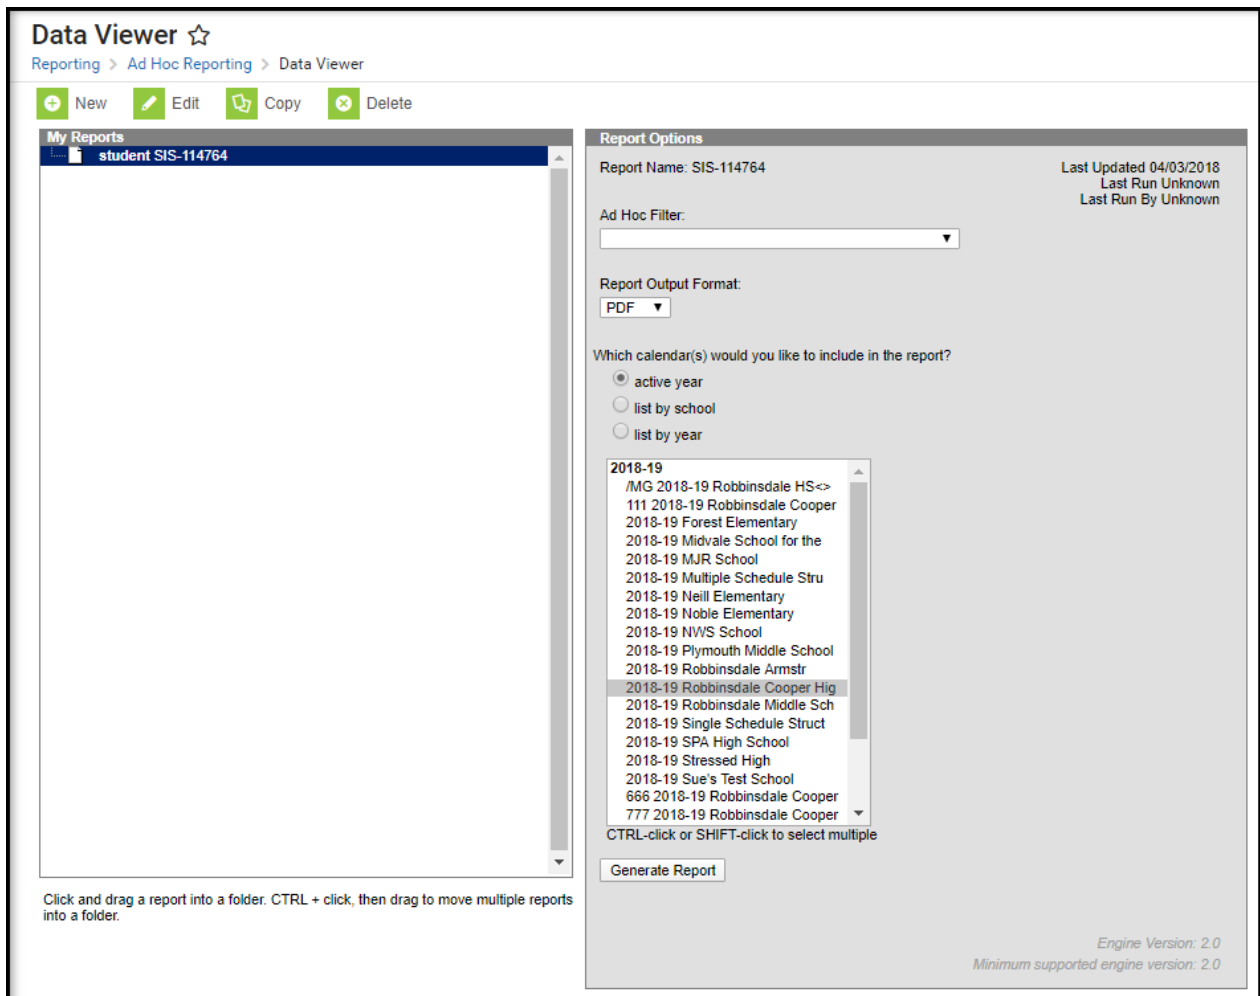 Data Viewer
Reporting > Ad Hoc Reporting > Data Viewer
New Edit Copy Delete
My Reports
student SIS-114764
Click and drag a report into a folder. CTRL + click, then drag to move multiple reports
into a folder.
Report Options
Report Name: SIS-114764
Last Updated 04/03/2018
Last Run Unknown
Last Run By Unknown
Ad Hoc Filter:
Report Output Format:
PDF
Which calendar(s) would you like to include in the report?
active year
list by school
list by year
2018-19
/MG 2018-19 Robbinsdale HS<>
111 2018-19 Robbinsdale Cooper
2018-19 Forest Elementary
2018-19 Midvale School for the
2018-19 MJR School
2018-19 Multiple Schedule Stru
2018-19 Neill Elementary
2018-19 Noble Elementary
2018-19 NWS School
2018-19 Plymouth Middle School
2018-19 Robbinsdale Armstr
2018-19 Robbinsdale Cooper Hig
2018-19 Robbinsdale Middle Sch
2018-19 Single Schedule Struct
2018-19 SPA High School
2018-19 Stressed High
2018-19 Sue's Test School
666 2018-19 Robbinsdale Cooper
777 2018-19 Robbinsdale Cooper
CTRL-click or SHIFT-click to select multiple
Generate Report
Engine Version: 2.0
Minimum supported engine version: 2.0